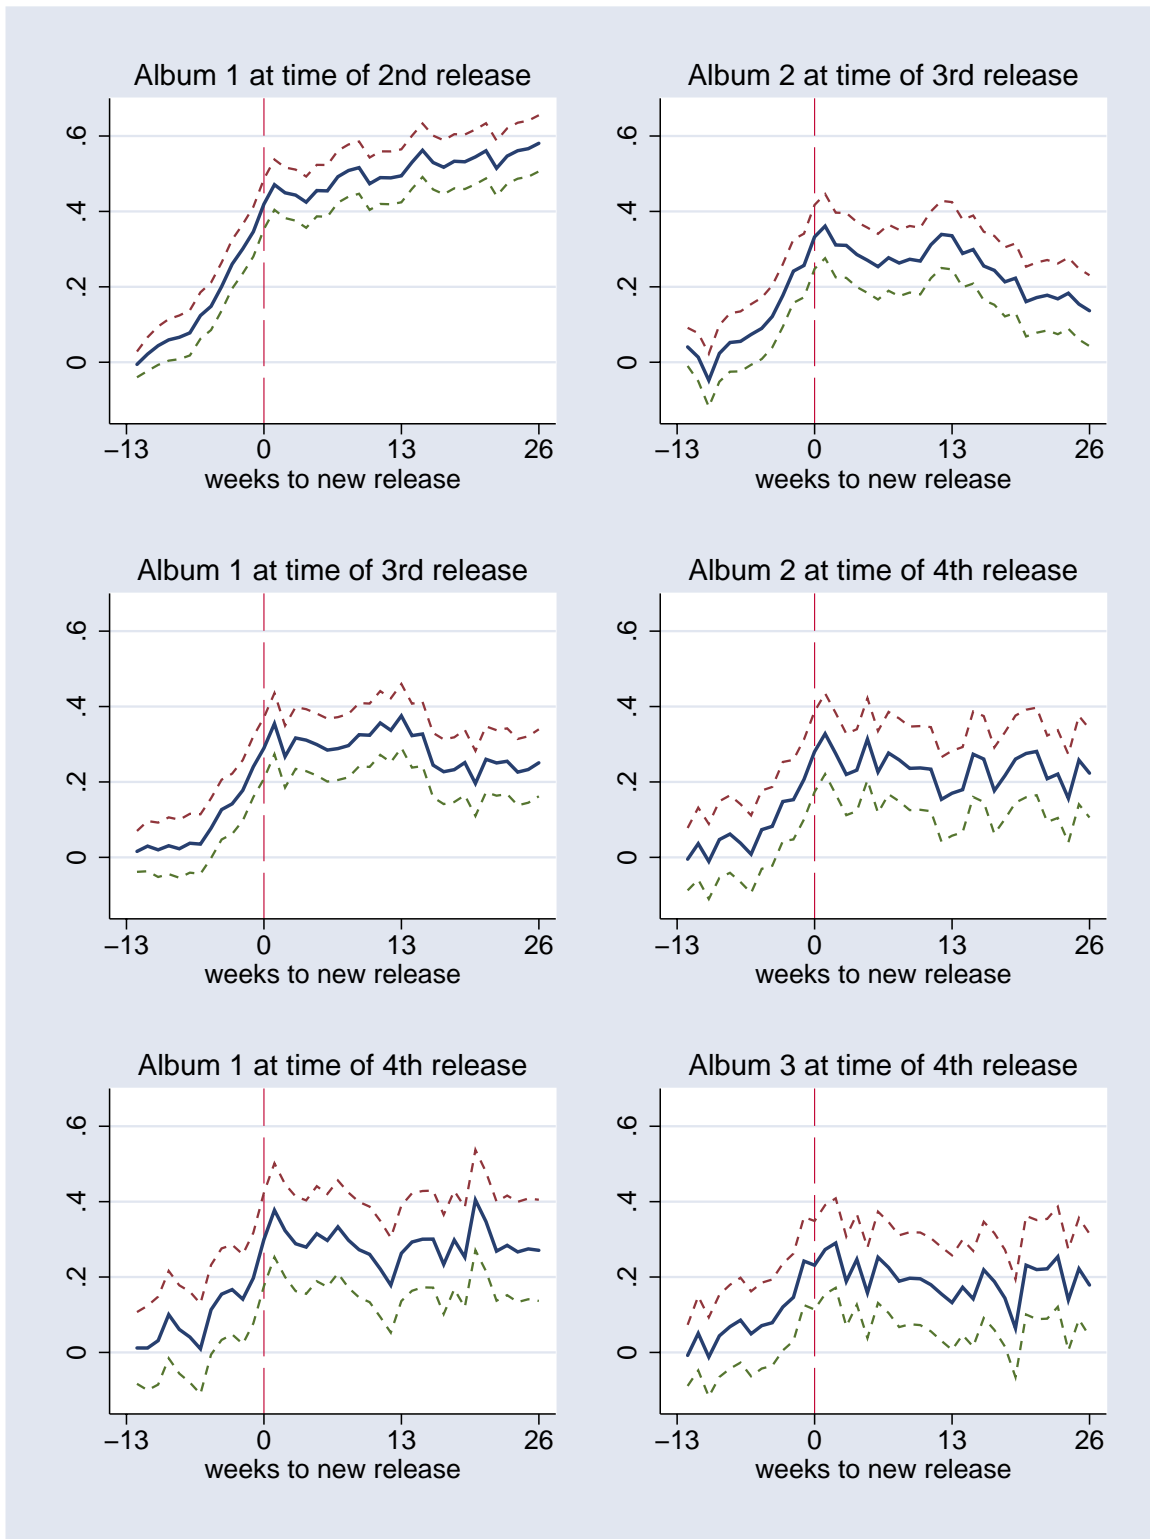 Album 1 at time of 2nd release
.6
.4
.2
0
−13 0 13 26
weeks to new release
Album 2 at time of 3rd release
.6
.4
.2
0
−13 0 13 26
weeks to new release
Album 1 at time of 3rd release
.6
.4
.2
0
−13 0 13 26
weeks to new release
Album 2 at time of 4th release
.6
.4
.2
0
−13 0 13 26
weeks to new release
Album 1 at time of 4th release
.6
.4
.2
0
−13 0 13 26
weeks to new release
Album 3 at time of 4th release
.6
.4
.2
0
−13 0 13 26
weeks to new release